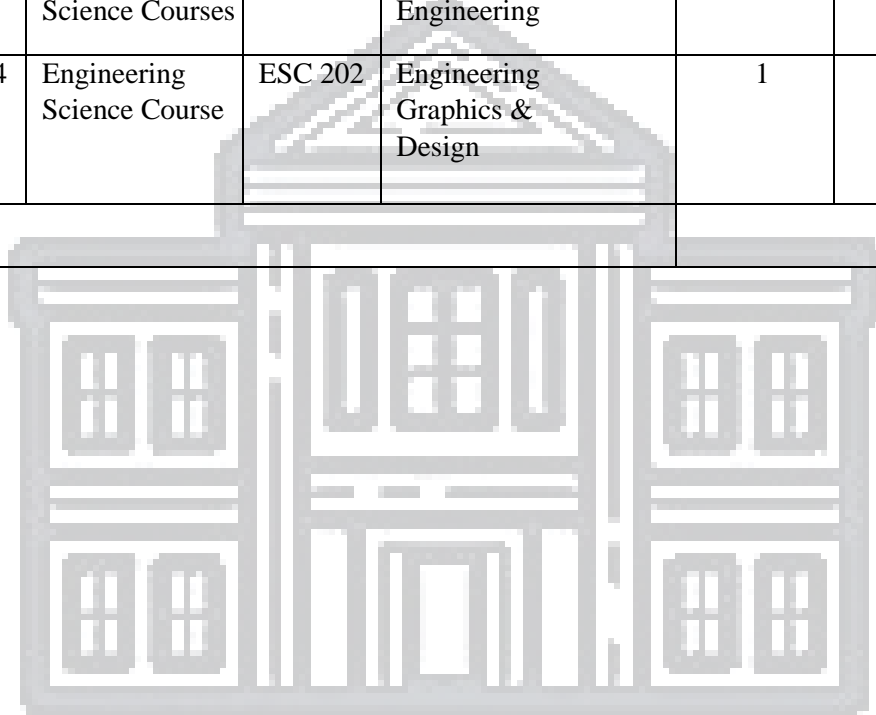 Science Courses Engineering
4 Engineering ESC 202 Engineering 1
Science Course Graphics &
Design